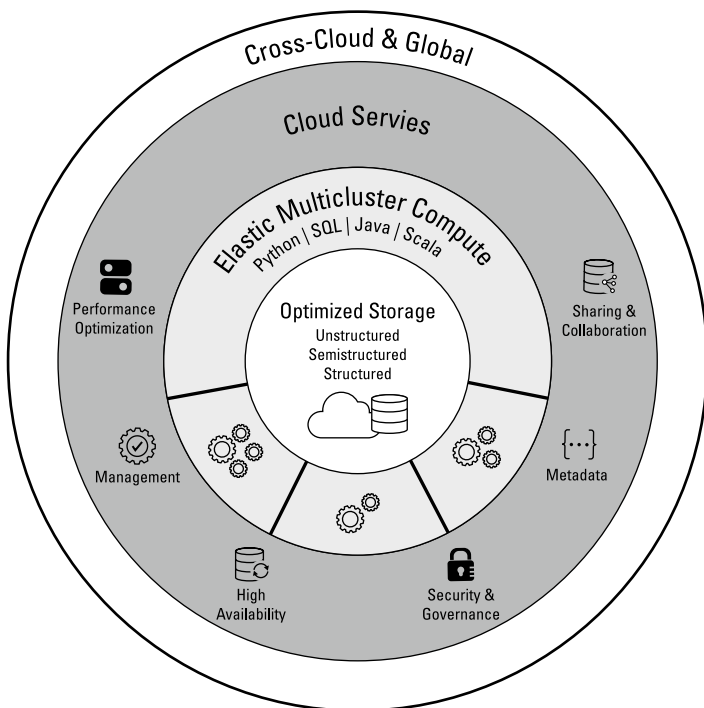 Cross-Cloud & Global
Cloud Servies
Elastic Multicluster Compute
Python | SQL | Java | Scala
Optimized Storage
Unstructured
Semistructured
Structured
Performance
Optimization
Sharing &
Collaboration
Management
{...}
Metadata
High
Availability
Security &
Governance